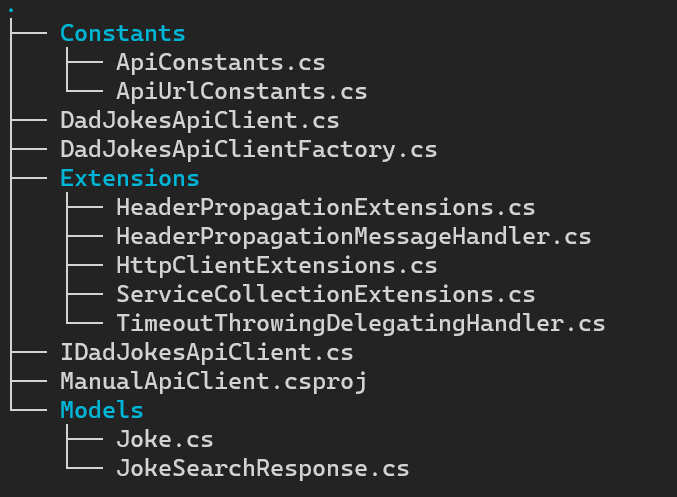 .
Constants
ApiConstants.cs
ApiUrlConstants.cs
DadJokesApiClient.cs
DadJokesApiClientFactory.cs
Extensions
HeaderPropagationExtensions.cs
HeaderPropagationMessageHandler.cs
HttpClientExtensions.cs
ServiceCollectionExtensions.cs
TimeoutThrowingDelegatingHandler.cs
IDadJokesApiClient.cs
ManualApiClient.csproj
Models
Joke.cs
JokeSearchResponse.cs